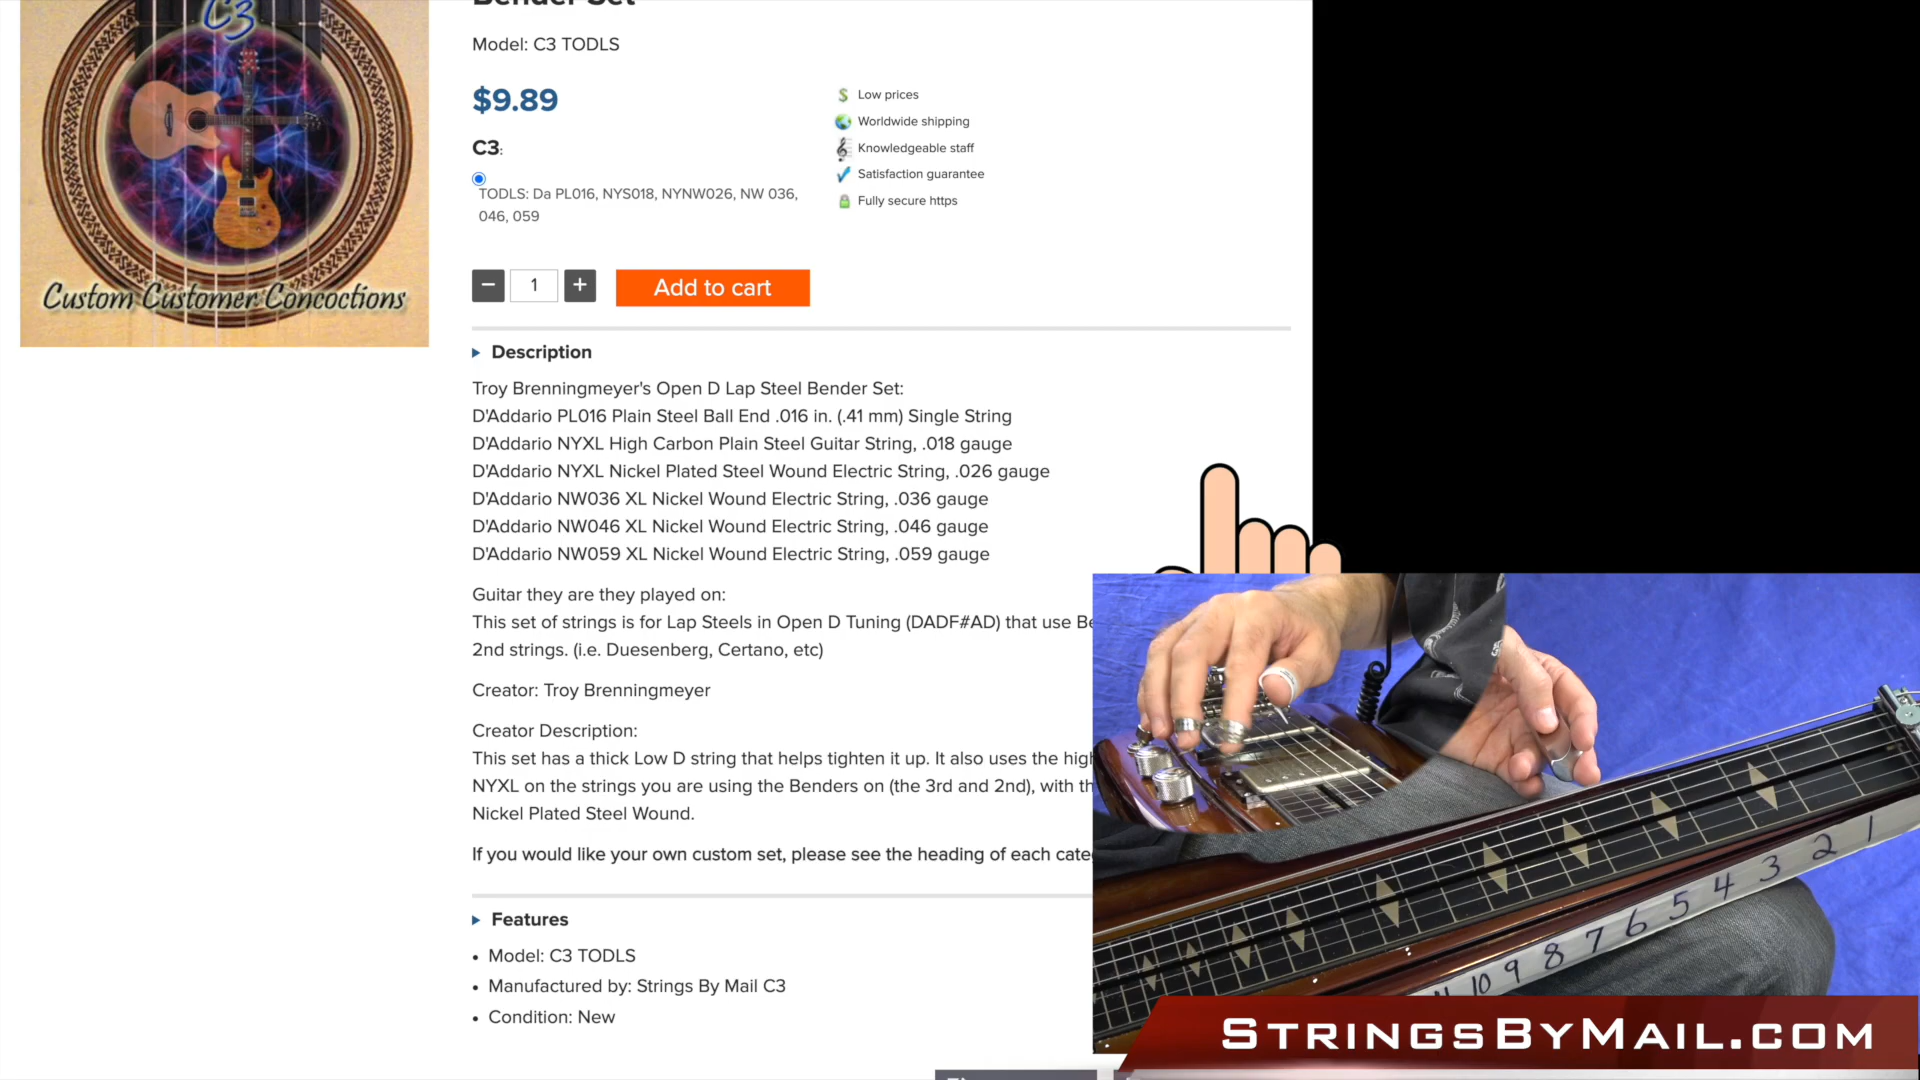 Bender Set
C3
Custom Customer Concoctions
Model: C3 TODLS
$9.89
C3:
TODLS: Da PL016, NYS018, NYNW026, NW 036,
046, 059
Low prices
Worldwide shipping
Knowledgeable staff
Satisfaction guarantee
Fully secure https
− 1 + Add to cart
Description
Troy Brenningmeyer's Open D Lap Steel Bender Set:
D'Addario PL016 Plain Steel Ball End .016 in. (.41 mm) Single String
D'Addario NYXL High Carbon Plain Steel Guitar String, .018 gauge
D'Addario NYXL Nickel Plated Steel Wound Electric String, .026 gauge
D'Addario NW036 XL Nickel Wound Electric String, .036 gauge
D'Addario NW046 XL Nickel Wound Electric String, .046 gauge
D'Addario NW059 XL Nickel Wound Electric String, .059 gauge
Guitar they are they played on:
This set of strings is for Lap Steels in Open D Tuning (DADF#AD) that use
2nd strings. (i.e. Duesenberg, Certano, etc)
Creator: Troy Brenningmeyer
Creator Description:
This set has a thick Low D string that helps tighten it up. It also uses the
NYXL on the strings you are using the Benders on (the 3rd and 2nd), with
Nickel Plated Steel Wound.
If you would like your own custom set, please see the heading of each
Features
• Model: C3 TODLS
• Manufactured by: Strings By Mail C3
• Condition: New
11 10 9 8 7 6 5 4 3 2 1
STRINGSBYMAIL.COM